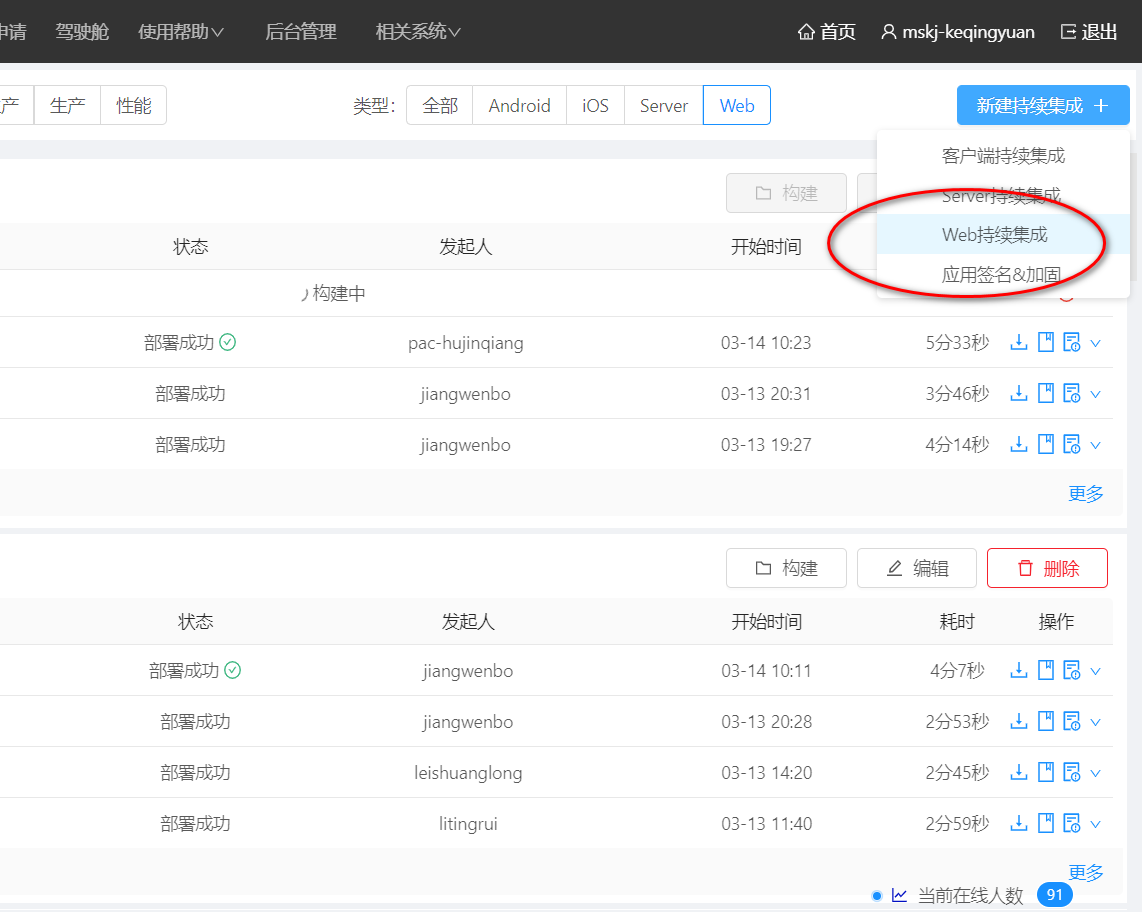 申请 驾驶舱 使用帮助 后台管理 相关系统 首页 mskj-keqingyuan 退出
产 生产 性能 类型: 全部 Android iOS Server Web 新建持续集成 +
客户端持续集成
Server持续集成
Web持续集成
应用签名&加固
构建
状态 发起人 开始时间
构建中
部署成功 pac-hujinqiang 03-14 10:23 5分33秒
部署成功 jiangwenbo 03-13 20:31 3分46秒
部署成功 jiangwenbo 03-13 19:27 4分14秒
更多
构建 编辑 删除
状态 发起人 开始时间 耗时 操作
部署成功 jiangwenbo 03-14 10:11 4分7秒
部署成功 jiangwenbo 03-13 20:28 2分53秒
部署成功 leishuanglong 03-13 14:20 2分45秒
部署成功 litingrui 03-13 11:40 2分59秒
更多
当前在线人数 91